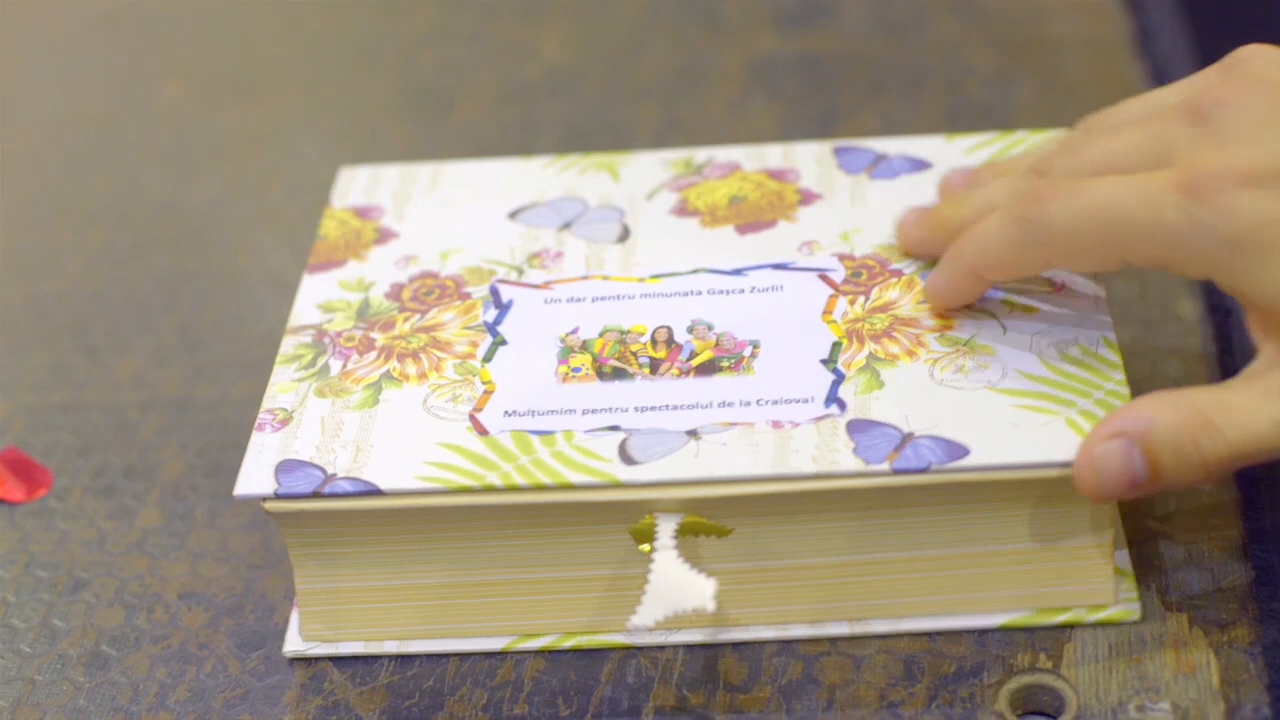 Un dar pentru minunata Gașca Zurli!
Mulțumim pentru spectacolul de la Craiova!